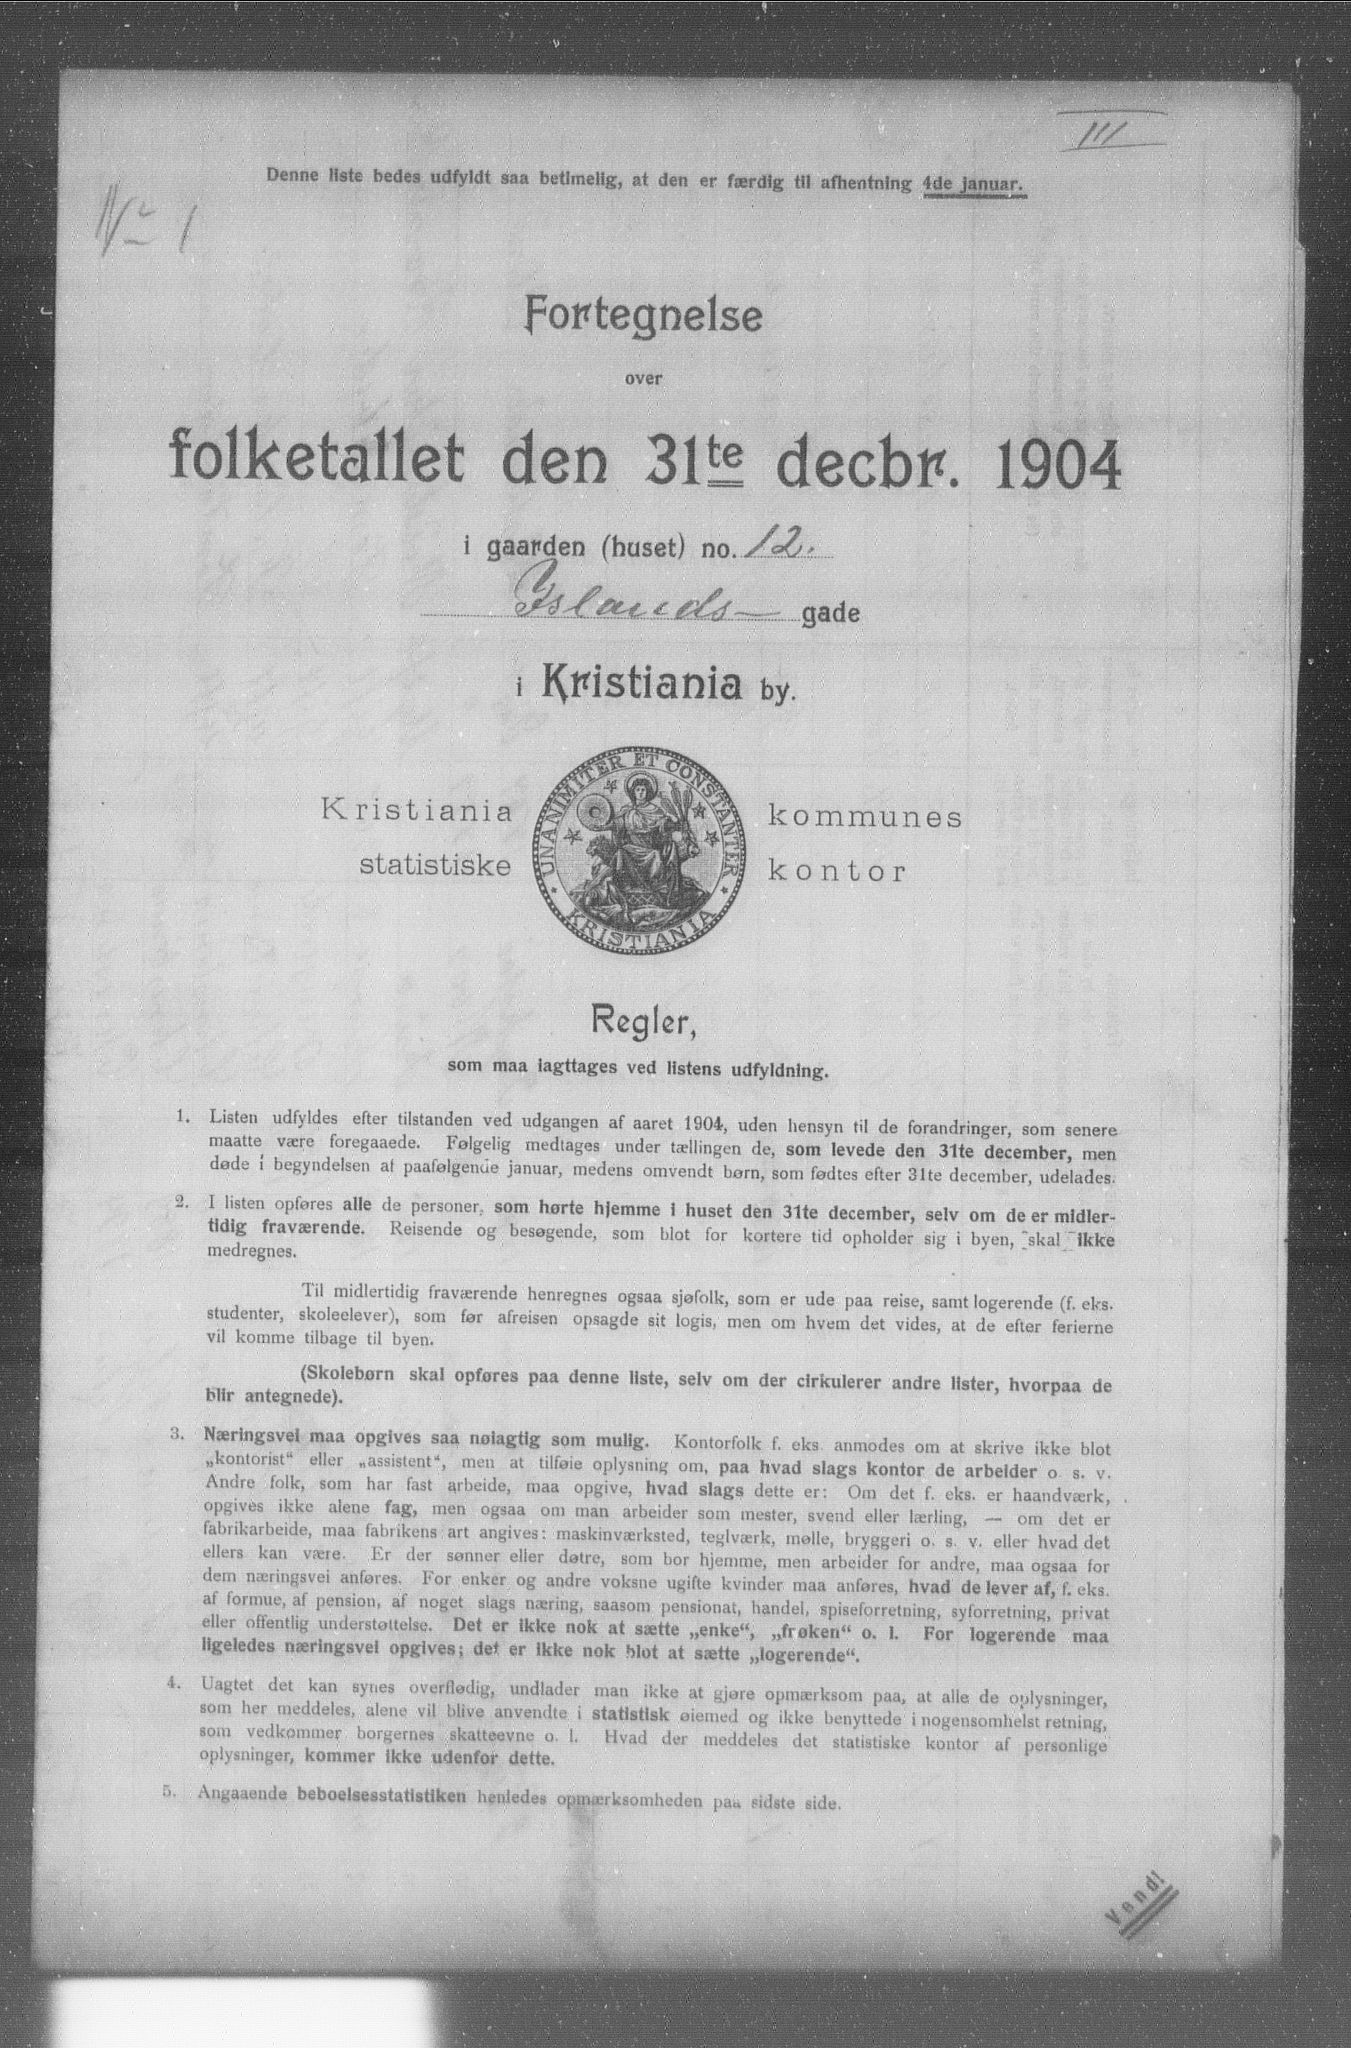 III
Denne liste bedes udfyldt saa betimelig, at den er færdig til afhentning 4de januar.
No 1
Fortegnelse
over
folketallet den 31te decbr. 1904
i gaarden (huset) no. 12.
Islands- gade
i Kristiania by.
UNANIMITER ET CONSTANTER
KRISTIANIA
Kristiania kommunes
statistiske kontor
Regler,
som maa iagttages ved listens udfyldning.
1. Listen udfyldes efter tilstanden ved udgangen af aaret 1904, uden hensyn til de forandringer, som senere
maatte være foregaaede. Følgelig medtages under tællingen de, som levede den 31te december, men
døde i begyndelsen af paafølgende januar, medens omvendt børn, som fødtes efter 31te december, udelades.
2. I listen opføres alle de personer, som hørte hjemme i huset den 31te december, selv om de er midler-
tidig fraværende. Reisende og besøgende, som blot for kortere tid opholder sig i byen, skal ikke
medregnes.
Til midlertidig fraværende henregnes ogsaa sjøfolk, som er ude paa reise, samt logerende (f. eks.
studenter, skoleelever), som før afreisen opsagde sit logis, men om hvem det vides, at de efter ferierne
vil komme tilbage til byen.
(Skolebørn skal opføres paa denne liste, selv om der cirkulerer andre lister, hvorpaa de
blir antegnede).
3. Næringsvei maa opgives saa nøiagtig som mulig. Kontorfolk f. eks. anmodes om at skrive ikke blot
„kontorist“ eller „assistent“, men at tilføie oplysning om, paa hvad slags kontor de arbeider o. s. v.
Andre folk, som har fast arbeide, maa opgive, hvad slags dette er: Om det f. eks. er haandværk,
opgives ikke alene fag, men ogsaa om man arbeider som mester, svend eller lærling, — om det er
fabrikarbeide, maa fabrikens art angives: maskinværksted, teglværk, mølle, bryggeri o. s. v. eller hvad det
ellers kan være. Er der sønner eller døtre, som bor hjemme, men arbeider for andre, maa ogsaa for
dem næringsvei anføres. For enker og andre voksne ugifte kvinder maa anføres, hvad de lever af, f. eks.
af formue, af pension, af noget slags næring, saasom pensionat, handel, spiseforretning, syforretning, privat
eller offentlig understøttelse. Det er ikke nok at sætte „enke“, „frøken“ o. l. For logerende maa
ligeledes næringsvei opgives; det er ikke nok blot at sætte „logerende“.
4. Uagtet det kan synes overflødig, undlader man ikke at gjøre opmærksom paa, at alle de oplysninger,
som her meddeles, alene vil blive anvendte i statistisk øiemed og ikke benyttede i nogensomhelst retning,
som vedkommer borgernes skatteevne o. l. Hvad der meddeles det statistiske kontor af personlige
oplysninger, kommer ikke udenfor dette.
5. Angaaende beboelsesstatistiken henledes opmærksomheden paa sidste side.
Vend!